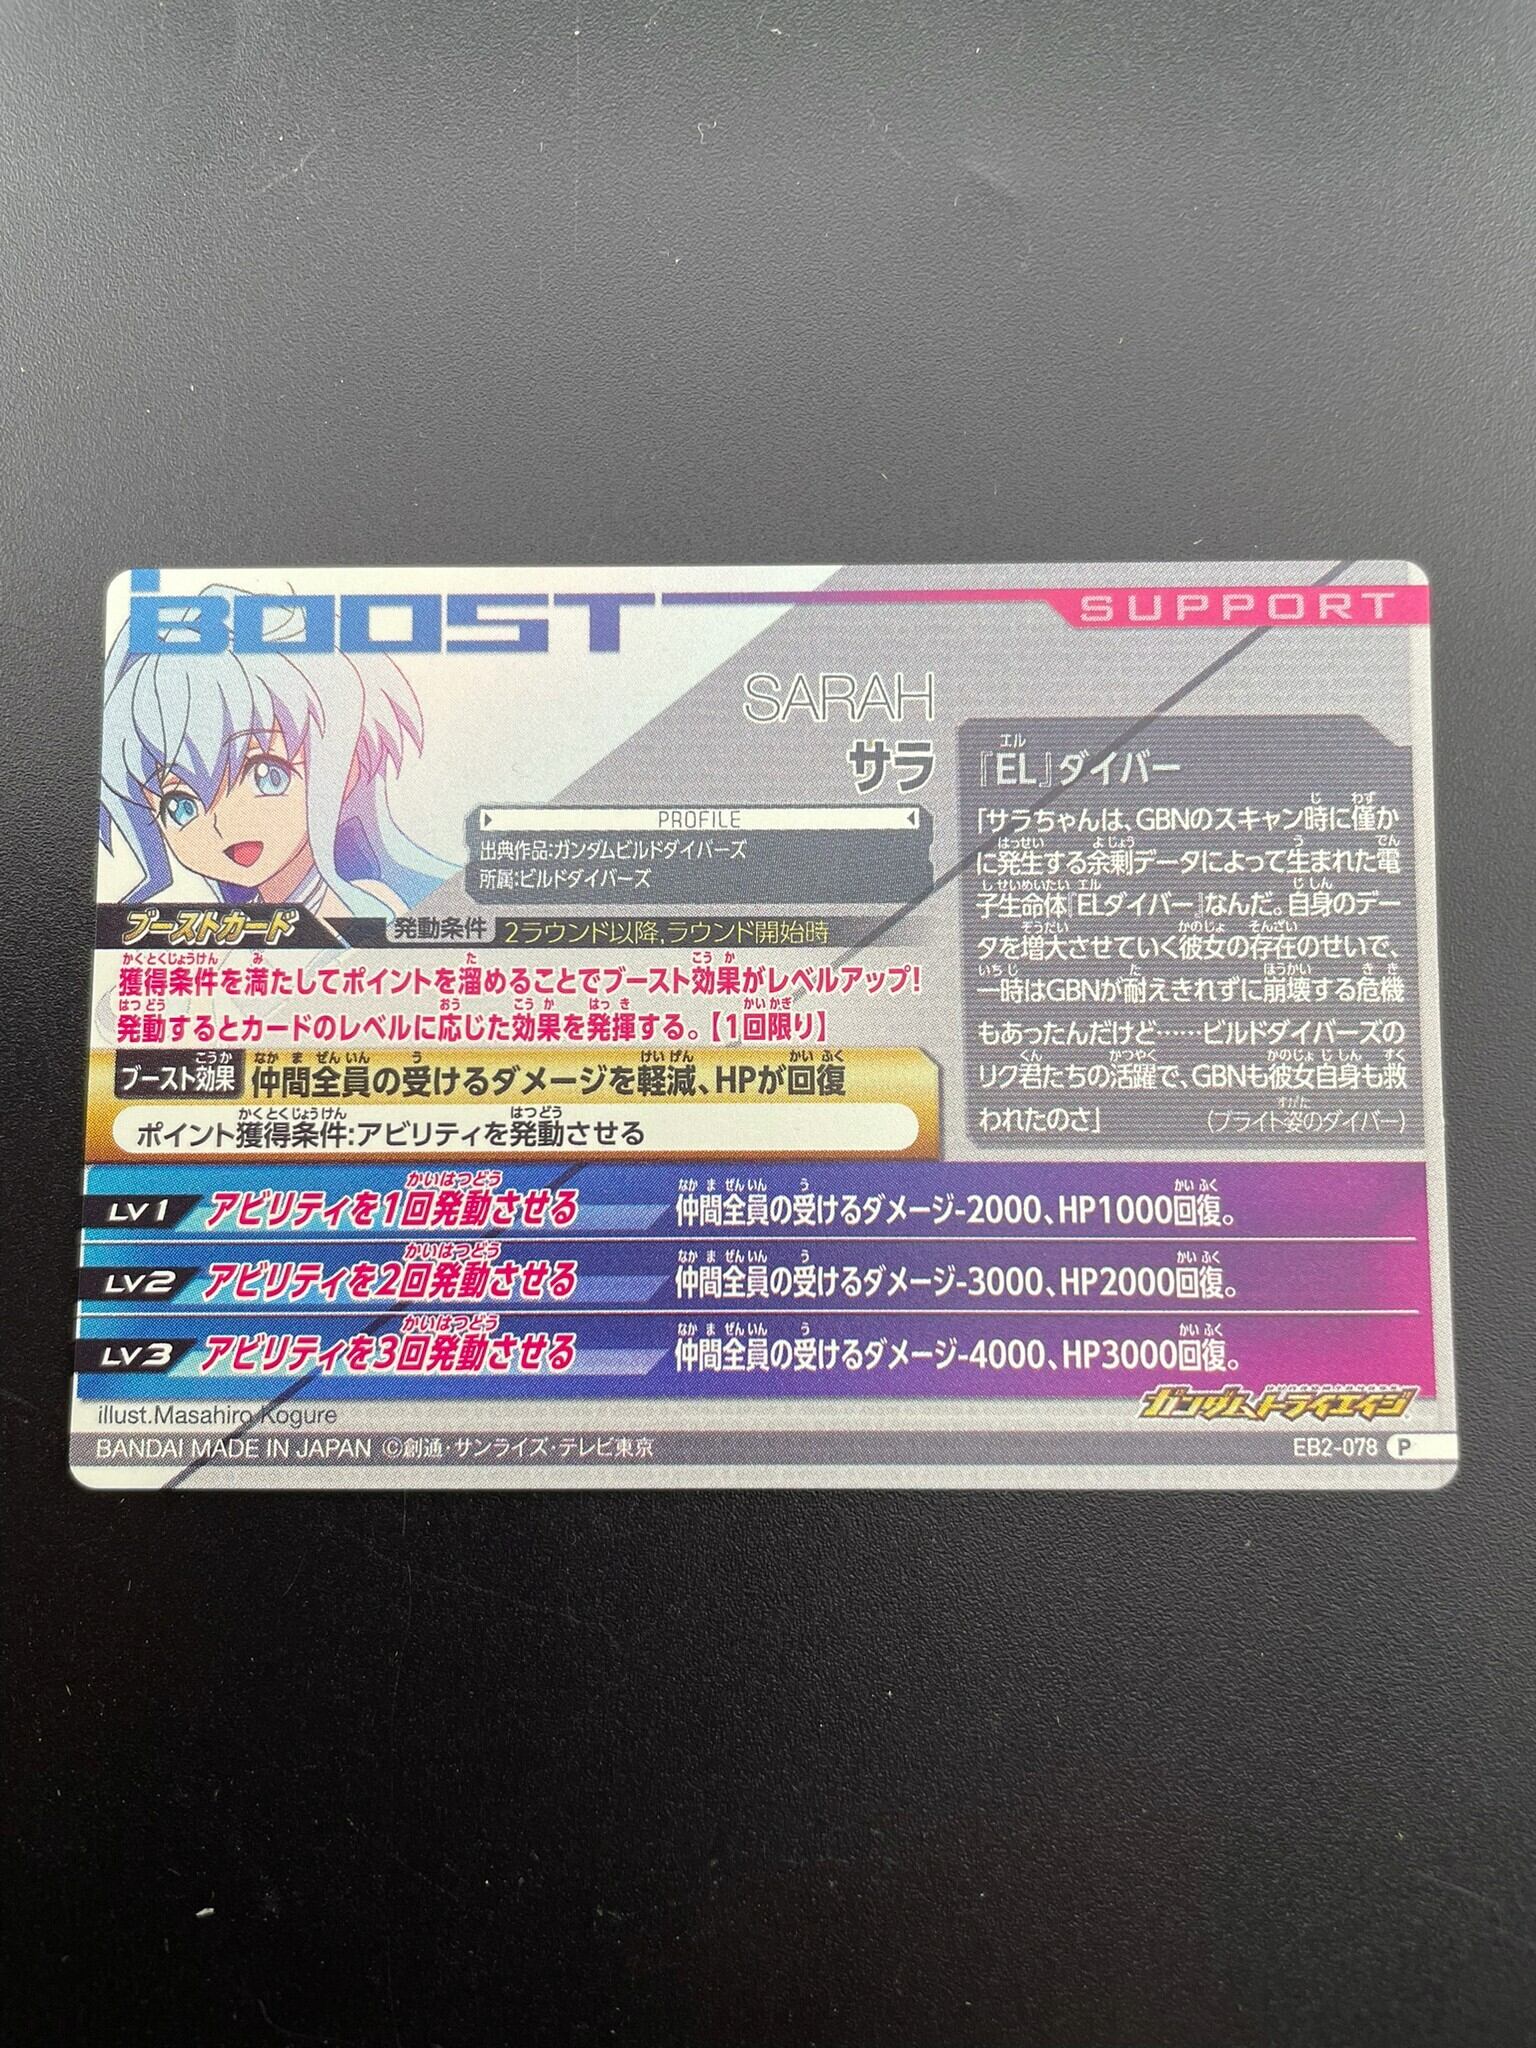 BOOST
SUPPORT
SARAH
サラ
PROFILE
出典作品:ガンダムビルドダイバーズ
所属:ビルドダイバーズ
ブーストカード
発動条件 2ラウンド以降,ラウンド開始時
獲得条件を満たしてポイントを溜めることでブースト効果がレベルアップ!
発動するとカードのレベルに応じた効果を発揮する。【1回限り】
ブースト効果 仲間全員の受けるダメージを軽減、HPが回復
ポイント獲得条件:アビリティを発動させる
『EL』ダイバー
「サラちゃんは、GBNのスキャン時に僅か
に発生する余剰データによって生まれた電
子生命体『ELダイバー』なんだ。自身のデー
タを増大させていく彼女の存在のせいで、
一時はGBNが耐えきれずに崩壊する危機
もあったんだけど……ビルドダイバーズの
リク君たちの活躍で、GBNも彼女自身も救
われたのさ」 (ブライト姿のダイバー)
LV1 アビリティを1回発動させる 仲間全員の受けるダメージ-2000、HP1000回復。
LV2 アビリティを2回発動させる 仲間全員の受けるダメージ-3000、HP2000回復。
LV3 アビリティを3回発動させる 仲間全員の受けるダメージ-4000、HP3000回復。
illust.Masahiro Kogure
ガンダムトライエイジ
BANDAI MADE IN JAPAN ©創通・サンライズ・テレビ東京
EB2-078 P